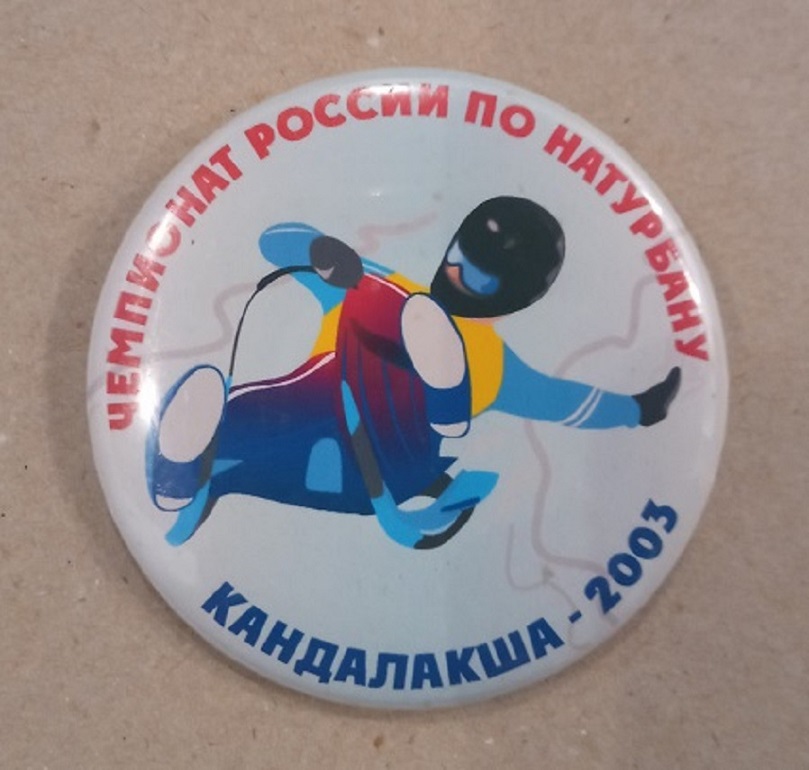 ЧЕМПИОНАТ РОССИИ ПО НАТУРБАНУ
КАНДАЛАКША - 2003